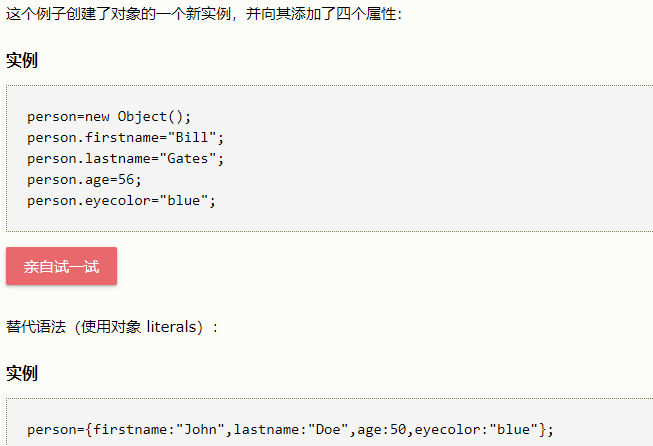 这个例子创建了对象的一个新实例，并向其添加了四个属性：
实例
person=new Object();
person.firstname="Bill";
person.lastname="Gates";
person.age=56;
person.eyecolor="blue";
亲自试一试
替代语法（使用对象 literals）：
实例
person={firstname:"John",lastname:"Doe",age:50,eyecolor:"blue"};